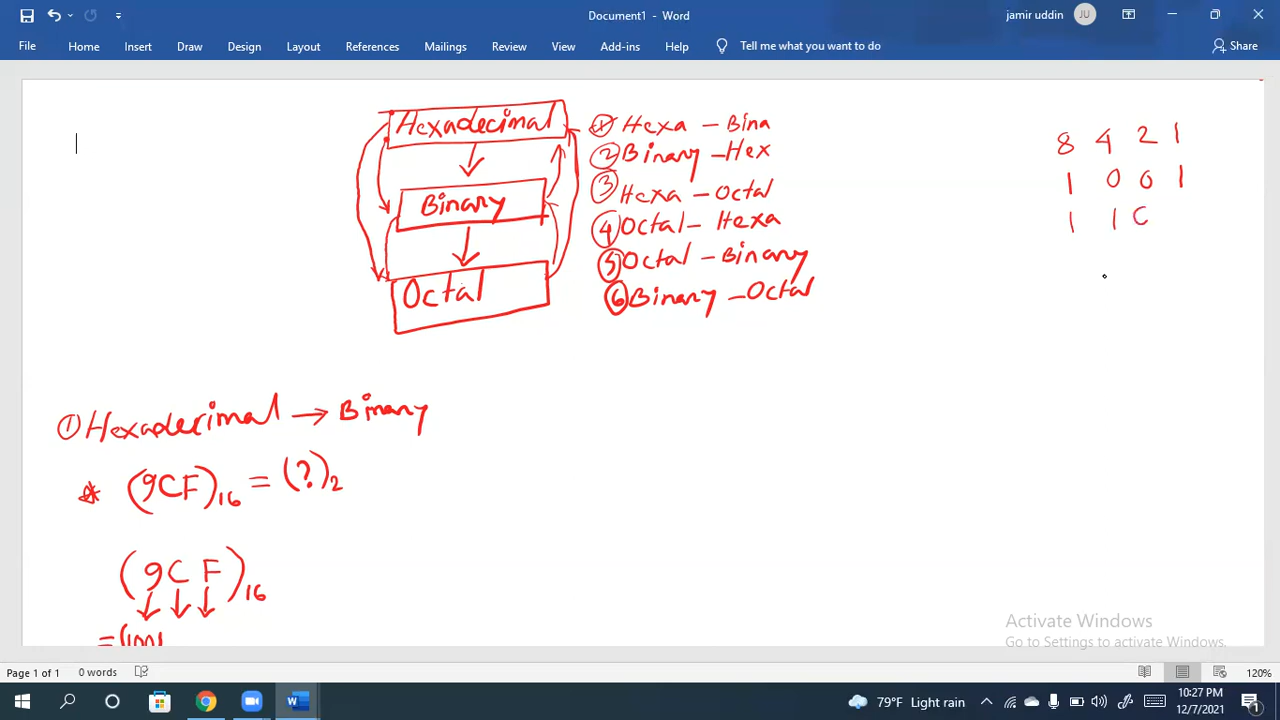 Document1 - Word
jamir uddin
JU
File Home Insert Draw Design Layout References Mailings Review View Add-ins Help Tell me what you want to do Share
Hexadecimal
Binary
Octal
① Hexa - Bina
② Binary - Hex
③ Hexa - Octal
④ Octal - Hexa
⑤ Octal - Binary
⑥ Binary - Octal
8 4 2 1
1 0 0 1
1 1 C
① Hexadecimal → Binary
* (9CF)16 = (?)2
(9CF)16
↓ ↓ ↓
= (1001
Activate Windows
Go to Settings to activate Windows.
Page 1 of 1 0 words 120%
79°F Light rain
10:27 PM
12/7/2021
1